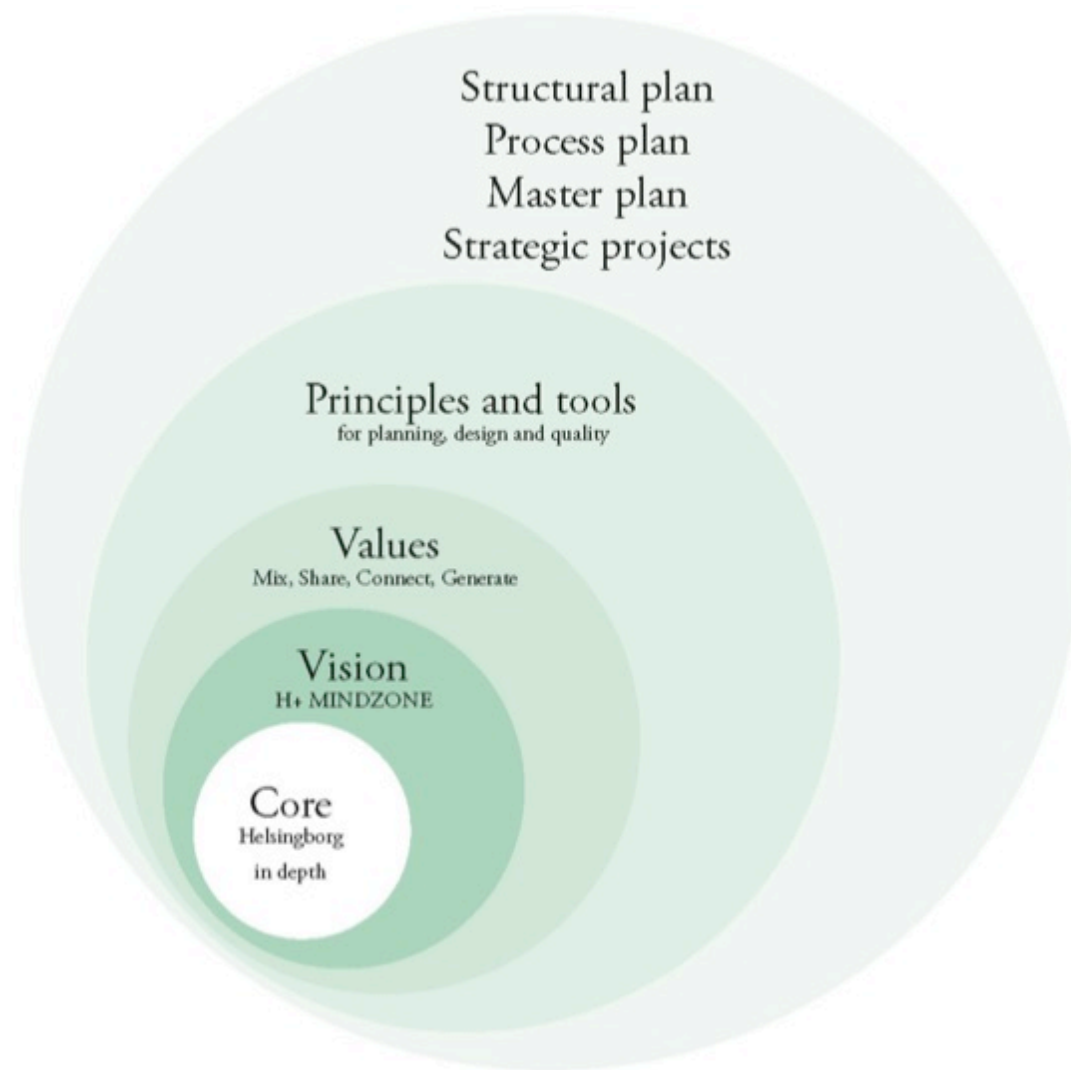 Structural plan
Process plan
Master plan
Strategic projects
Principles and tools
for planning, design and quality
Values
Mix, Share, Connect, Generate
Vision
H+ MINDZONE
Core
Helsingborg
in depth